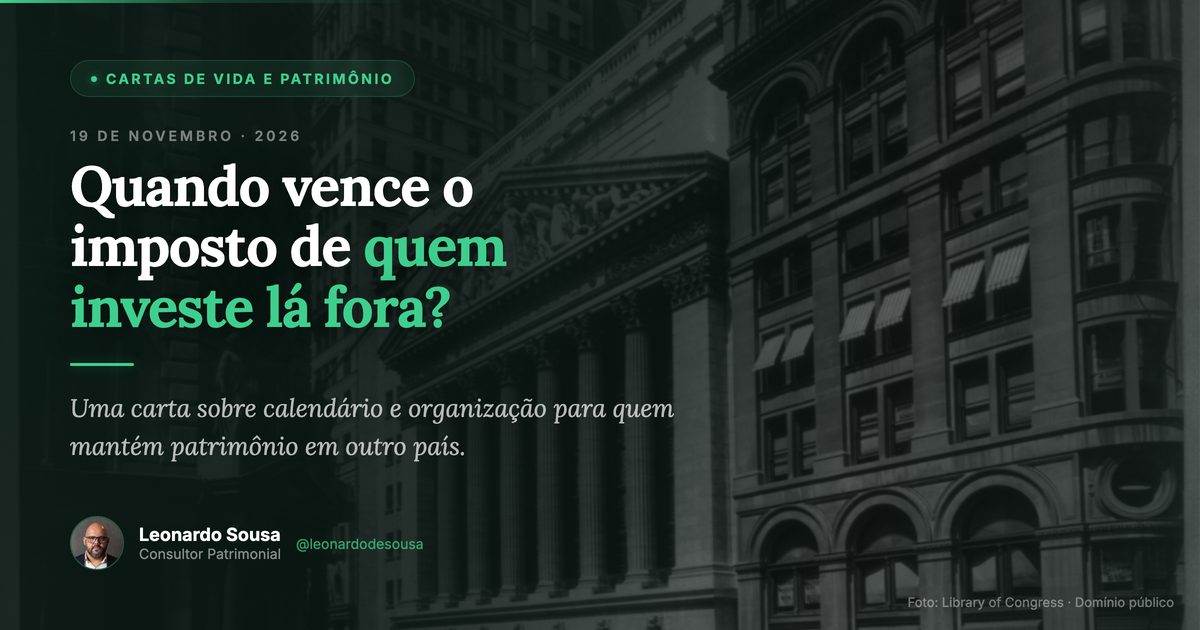 • CARTAS DE VIDA E PATRIMÔNIO
19 DE NOVEMBRO · 2026
Quando vence o
imposto de quem
investe lá fora?
Uma carta sobre calendário e organização para quem
mantém patrimônio em outro país.
Leonardo Sousa
@leonardodesousa
Consultor Patrimonial
Foto: Library of Congress · Domínio público